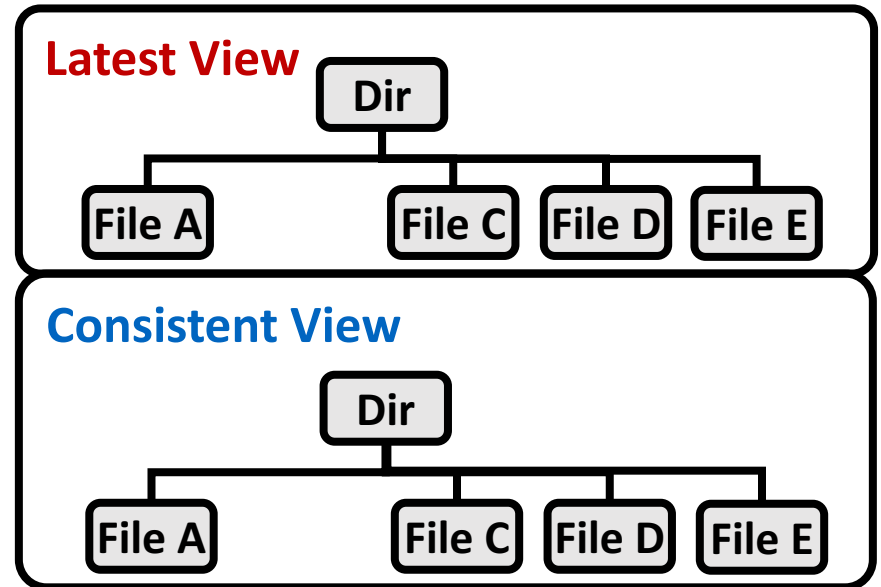 Latest View
Dir
File A File C File D File E
Consistent View
Dir
File A File C File D File E